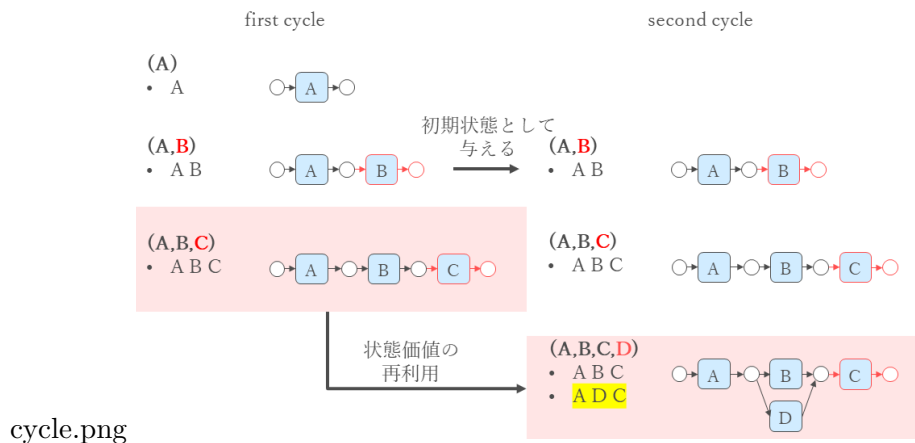 first cycle
second cycle
(A)
• A
A
(A,B)
• A B
A B
初期状態として
与える
(A,B)
• A B
A B
(A,B,C)
• A B C
A B C
(A,B,C)
• A B C
A B C
状態価値の
再利用
(A,B,C,D)
• A B C
• A D C
A B C
D
cycle.png